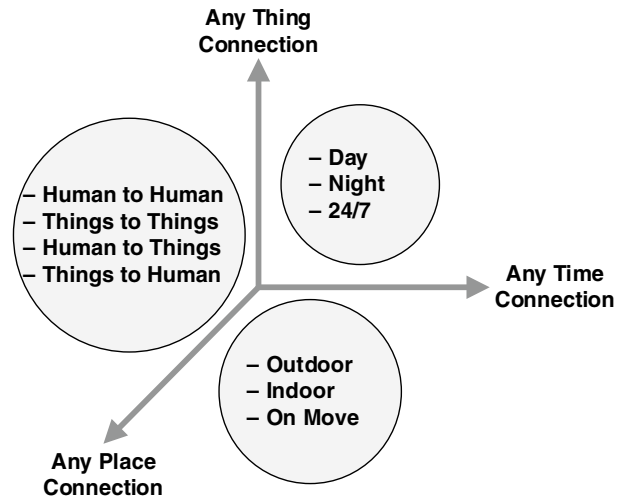 Any Thing
Connection
– Human to Human
– Things to Things
– Human to Things
– Things to Human
– Day
– Night
– 24/7
Any Time
Connection
– Outdoor
– Indoor
– On Move
Any Place
Connection